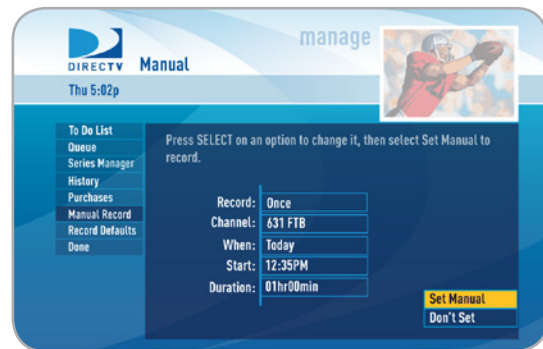 manage
DIRECTV Manual
Thu 5:02p
To Do List
Queue
Series Manager
History
Purchases
Manual Record
Record Defaults
Done
Press SELECT on an option to change it, then select Set Manual to
record.
Record: Once
Channel: 631 FTB
When: Today
Start: 12:35PM
Duration: 01hr00min
Set Manual
Don't Set